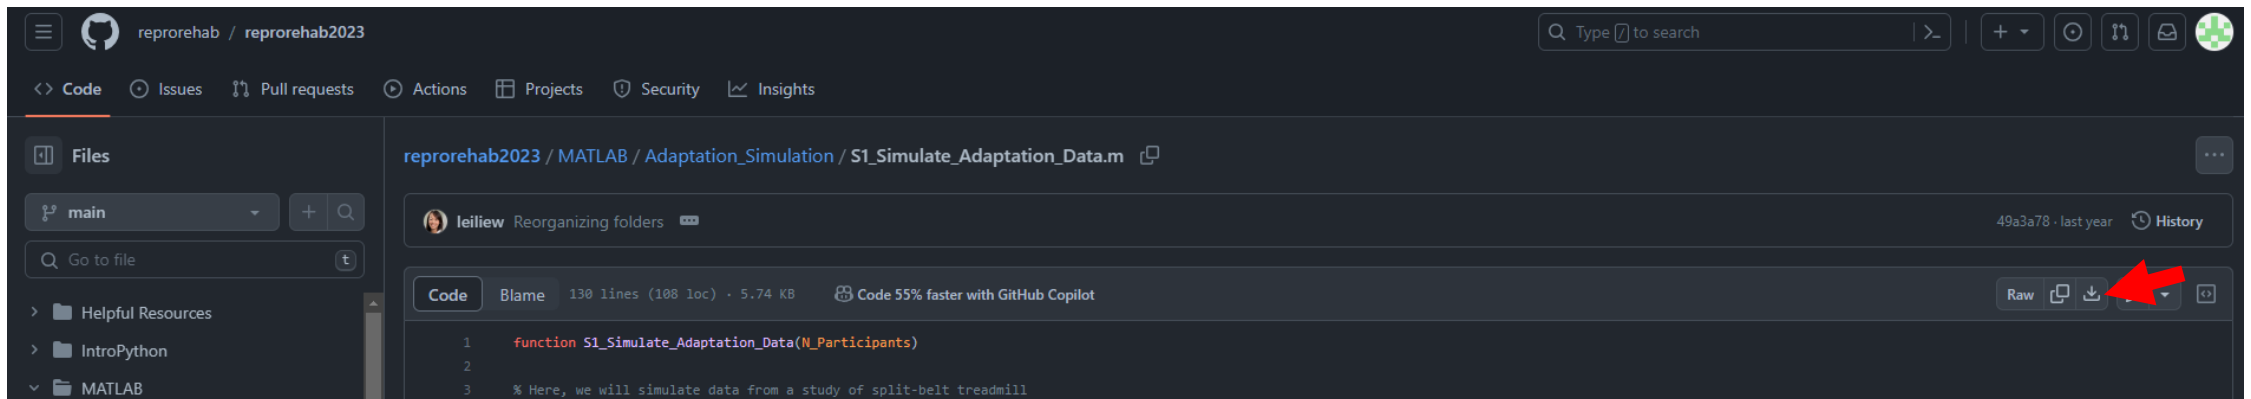 reprorehab / reprorehab2023
Type / to search
Code Issues Pull requests Actions Projects Security Insights
Files
reprorehab2023 / MATLAB / Adaptation_Simulation / S1_Simulate_Adaptation_Data.m
main
leiliew Reorganizing folders
49a3a78 · last year History
Go to file t
Code Blame 130 lines (108 loc) · 5.74 KB Code 55% faster with GitHub Copilot
Raw
Helpful Resources
IntroPython
MATLAB
1 function S1_Simulate_Adaptation_Data(N_Participants)
2
3 % Here, we will simulate data from a study of split-belt treadmill